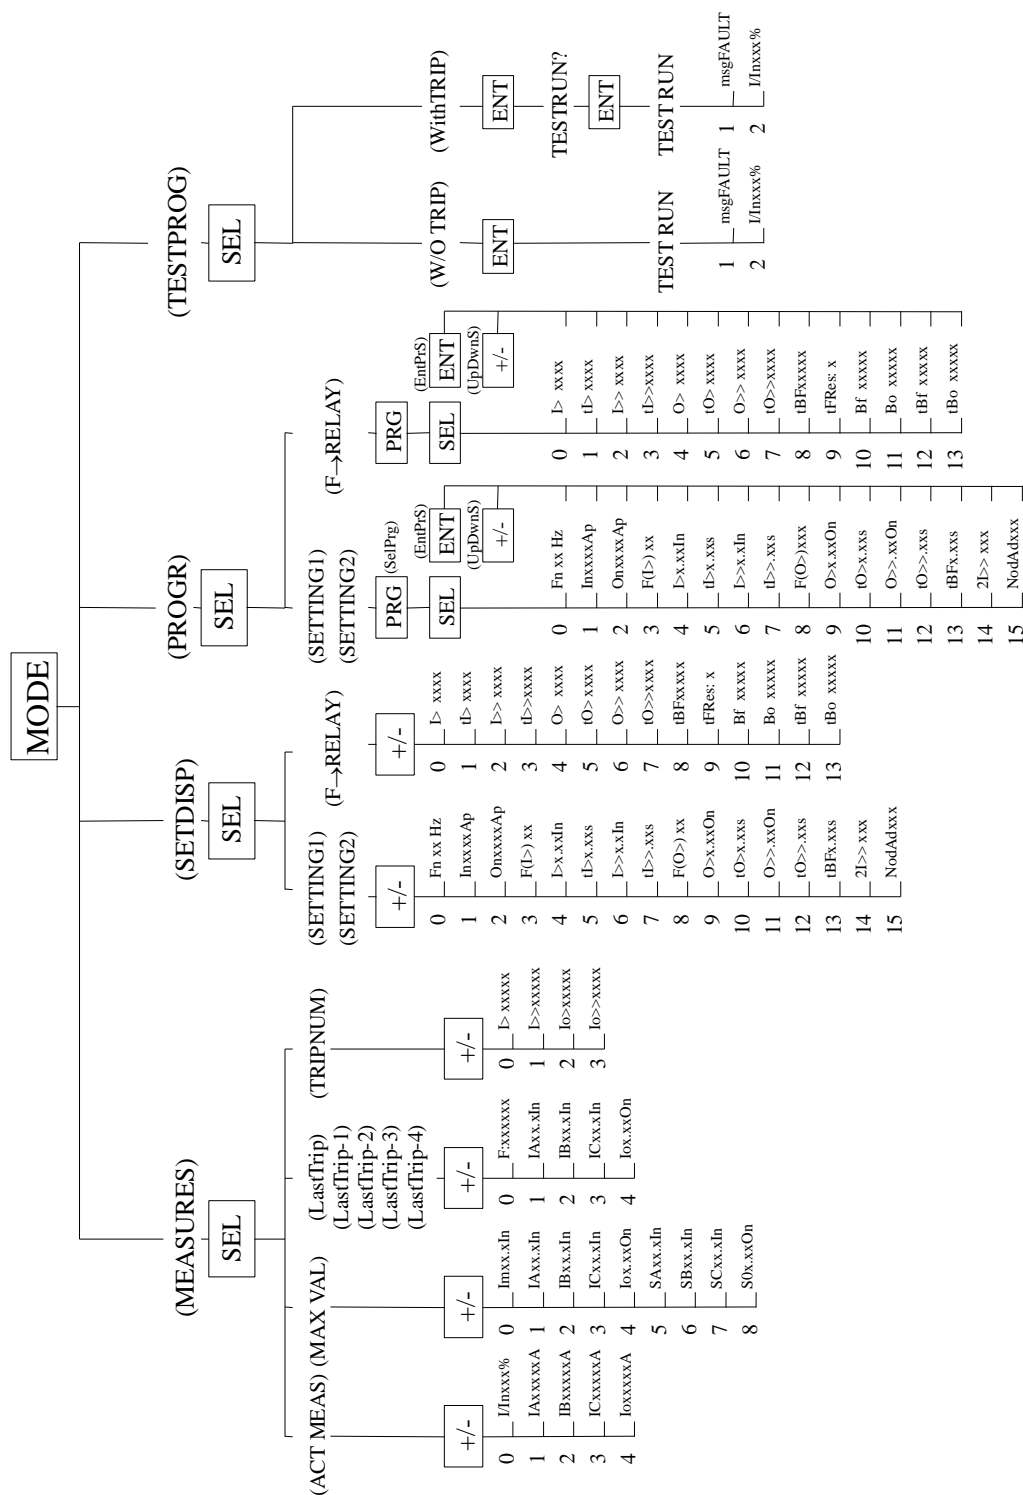 MODE
(MEASURES)
SEL
(ACT MEAS)
+/-
0 I/Inxxx%
1 IAxxxxxA
2 IBxxxxxA
3 ICxxxxxA
4 IoxxxxxA
(MAX VAL)
+/-
0 Imxx.xIn
1 IAxx.xIn
2 IBxx.xIn
3 ICxx.xIn
4 Iox.xxOn
5 SAxx.xIn
6 SBxx.xIn
7 SCxx.xIn
8 S0x.xxOn
(LastTrip)
(LastTrip-1)
(LastTrip-2)
(LastTrip-3)
(LastTrip-4)
+/-
0 F:xxxxxx
1 IAxx.xIn
2 IBxx.xIn
3 ICxx.xIn
4 Iox.xxOn
(TRIPNUM)
+/-
0 I> xxxxx
1 I>>xxxxx
2 Io>xxxxx
3 Io>>xxxx
(SETDISP)
SEL
(SETTING1)
(SETTING2)
+/-
0 Fn xx Hz
1 InxxxxAp
2 OnxxxxAp
3 F(I>) xx
4 I>x.xxIn
5 tI>x.xxs
6 I>>x.xIn
7 tI>>.xxs
8 F(O>) xx
9 O>x.xxOn
10 tO>x.xxs
11 O>>.xxOn
12 tO>>.xxs
13 tBFx.xxs
14 2I>> xxx
15 NodAdxxx
(F→RELAY)
+/-
0 I> xxxx
1 tI> xxxx
2 I>> xxxx
3 tI>>xxxx
4 O> xxxx
5 tO> xxxx
6 O>> xxxx
7 tO>>xxxx
8 tBFxxxxx
9 tFRes: x
10 Bf xxxxx
11 Bo xxxxx
12 tBf xxxxx
13 tBo xxxxx
(PROGR)
SEL
(SETTING1)
(SETTING2)
PRG (SelPrg)
SEL
(EntPrS)
ENT
(UpDwnS)
+/-
0 Fn xx Hz
1 InxxxxAp
2 OnxxxxAp
3 F(I>) xx
4 I>x.xxIn
5 tI>x.xxs
6 I>>x.xIn
7 tI>>.xxs
8 F(O>)xxx
9 O>x.xxOn
10 tO>x.xxs
11 O>>.xxOn
12 tO>>.xxs
13 tBFx.xxs
14 2I>> xxx
15 NodAdxxx
(F→RELAY)
PRG
SEL
(EntPrS)
ENT
(UpDwnS)
+/-
0 I> xxxx
1 tI> xxxx
2 I>> xxxx
3 tI>>xxxx
4 O> xxxx
5 tO> xxxx
6 O>> xxxx
7 tO>>xxxx
8 tBFxxxxx
9 tFRes: x
10 Bf xxxxx
11 Bo xxxxx
12 tBf xxxxx
13 tBo xxxxx
(TESTPROG)
SEL
(W/O TRIP)
ENT
TEST RUN
1 msgFAULT
2 I/Inxxx%
(WithTRIP)
ENT
TESTRUN?
ENT
TEST RUN
1 msgFAULT
2 I/Inxxx%